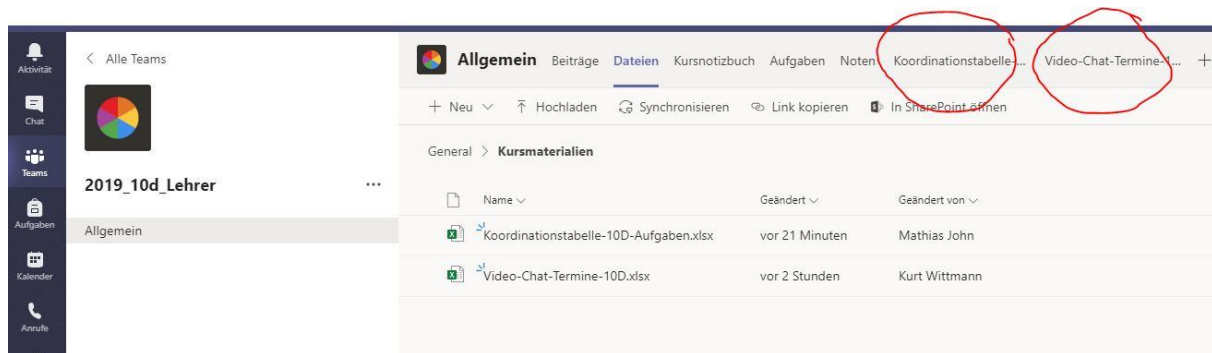 Aktivität
Chat
Teams
Aufgaben
Kalender
Anrufe
< Alle Teams
2019_10d_Lehrer ...
Allgemein
Allgemein Beiträge Dateien Kursnotizbuch Aufgaben Noten Koordinationstabelle-... Video-Chat-Termine-1... +
+ Neu Hochladen Synchronisieren Link kopieren In SharePoint öffnen
General > Kursmaterialien
Name Geändert Geändert von
Koordinationstabelle-10D-Aufgaben.xlsx vor 21 Minuten Mathias John
Video-Chat-Termine-10D.xlsx vor 2 Stunden Kurt Wittmann